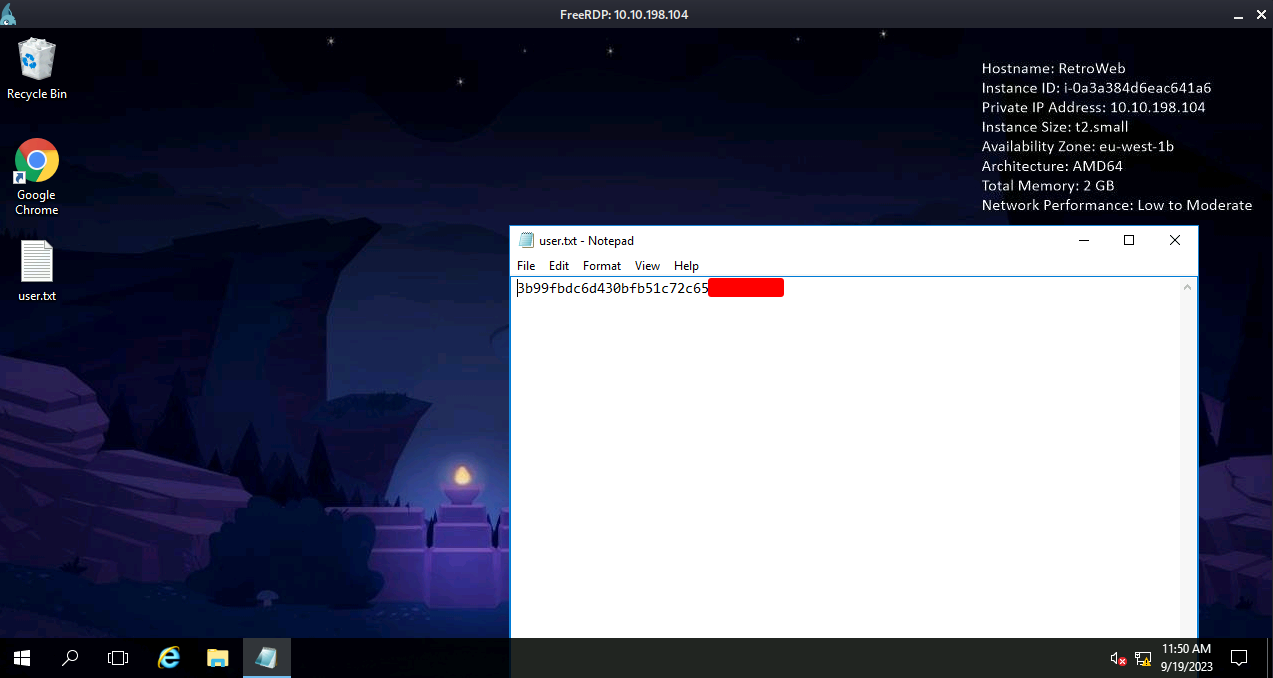 FreeRDP: 10.10.198.104
Recycle Bin
Google
Chrome
user.txt
Hostname: RetroWeb
Instance ID: i-0a3a384d6eac641a6
Private IP Address: 10.10.198.104
Instance Size: t2.small
Availability Zone: eu-west-1b
Architecture: AMD64
Total Memory: 2 GB
Network Performance: Low to Moderate
user.txt - Notepad
File Edit Format View Help
3b99fbdc6d430bfb51c72c65
11:50 AM
9/19/2023